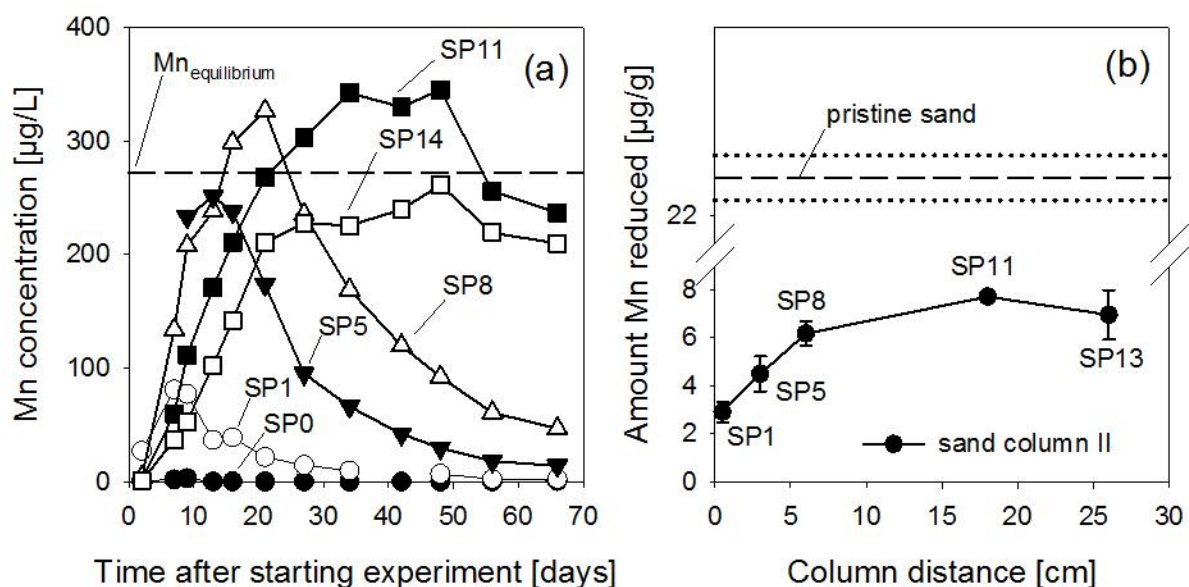 (a)
Mn concentration [µg/L]
400
300
200
100
0
Mn equilibrium
SP11
SP14
SP8
SP5
SP1
SP0
0 10 20 30 40 50 60 70
Time after starting experiment [days]
(b)
Amount Mn reduced [µg/g]
22
8
6
4
2
0
pristine sand
SP11
SP8
SP5
SP13
SP1
sand column II
0 5 10 15 20 25 30
Column distance [cm]